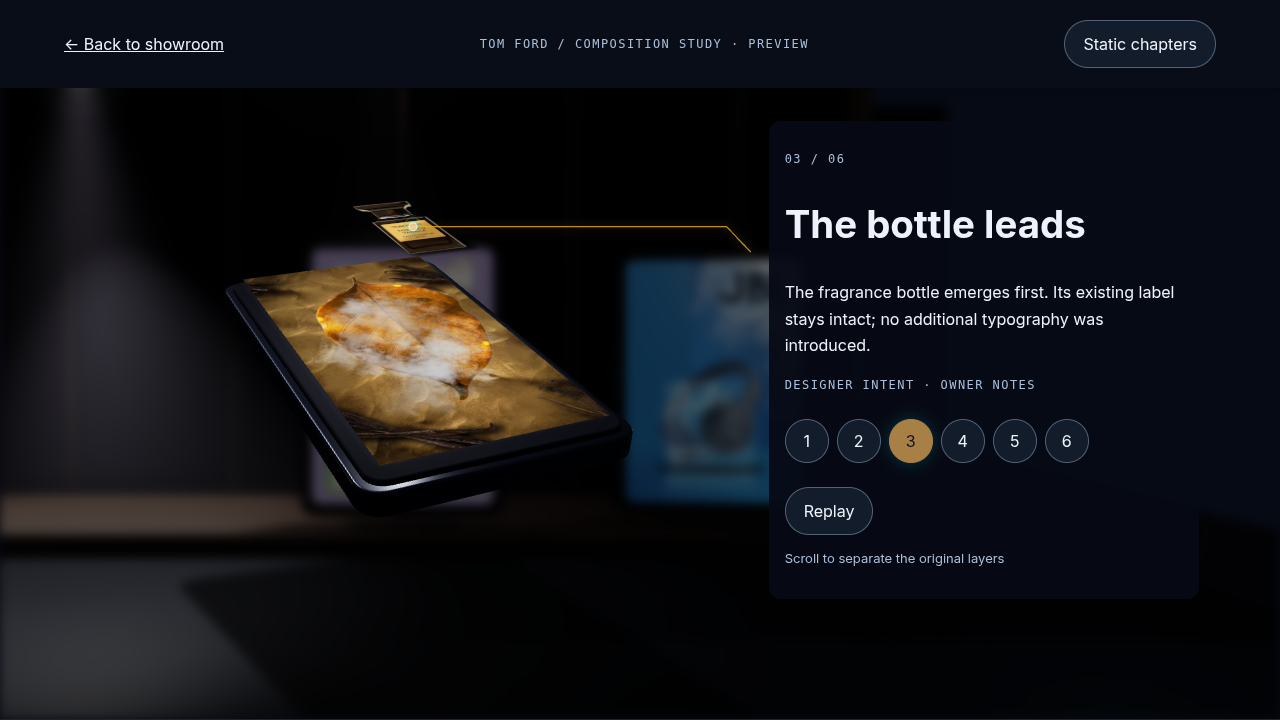 ← Back to showroom
TOM FORD / COMPOSITION STUDY · PREVIEW
Static chapters
03 / 06
The bottle leads
The fragrance bottle emerges first. Its existing label
stays intact; no additional typography was
introduced.
DESIGNER INTENT · OWNER NOTES
1 2 3 4 5 6
Replay
Scroll to separate the original layers